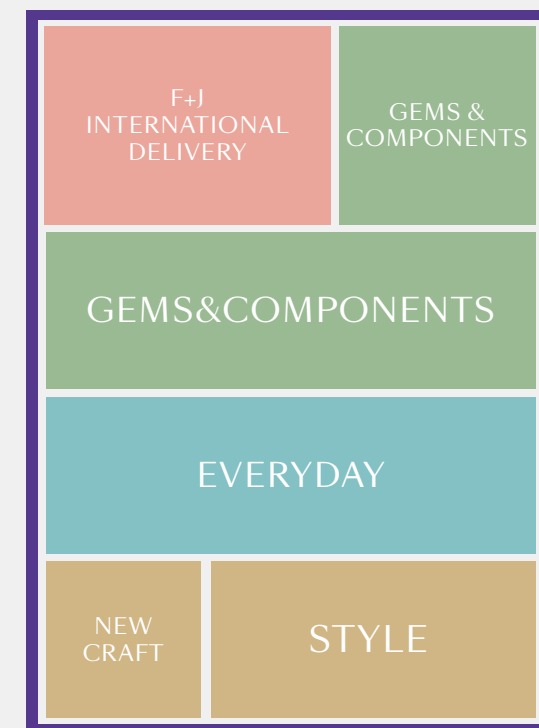 F+J
INTERNATIONAL
DELIVERY
GEMS &
COMPONENTS
GEMS&COMPONENTS
EVERYDAY
NEW
CRAFT
STYLE